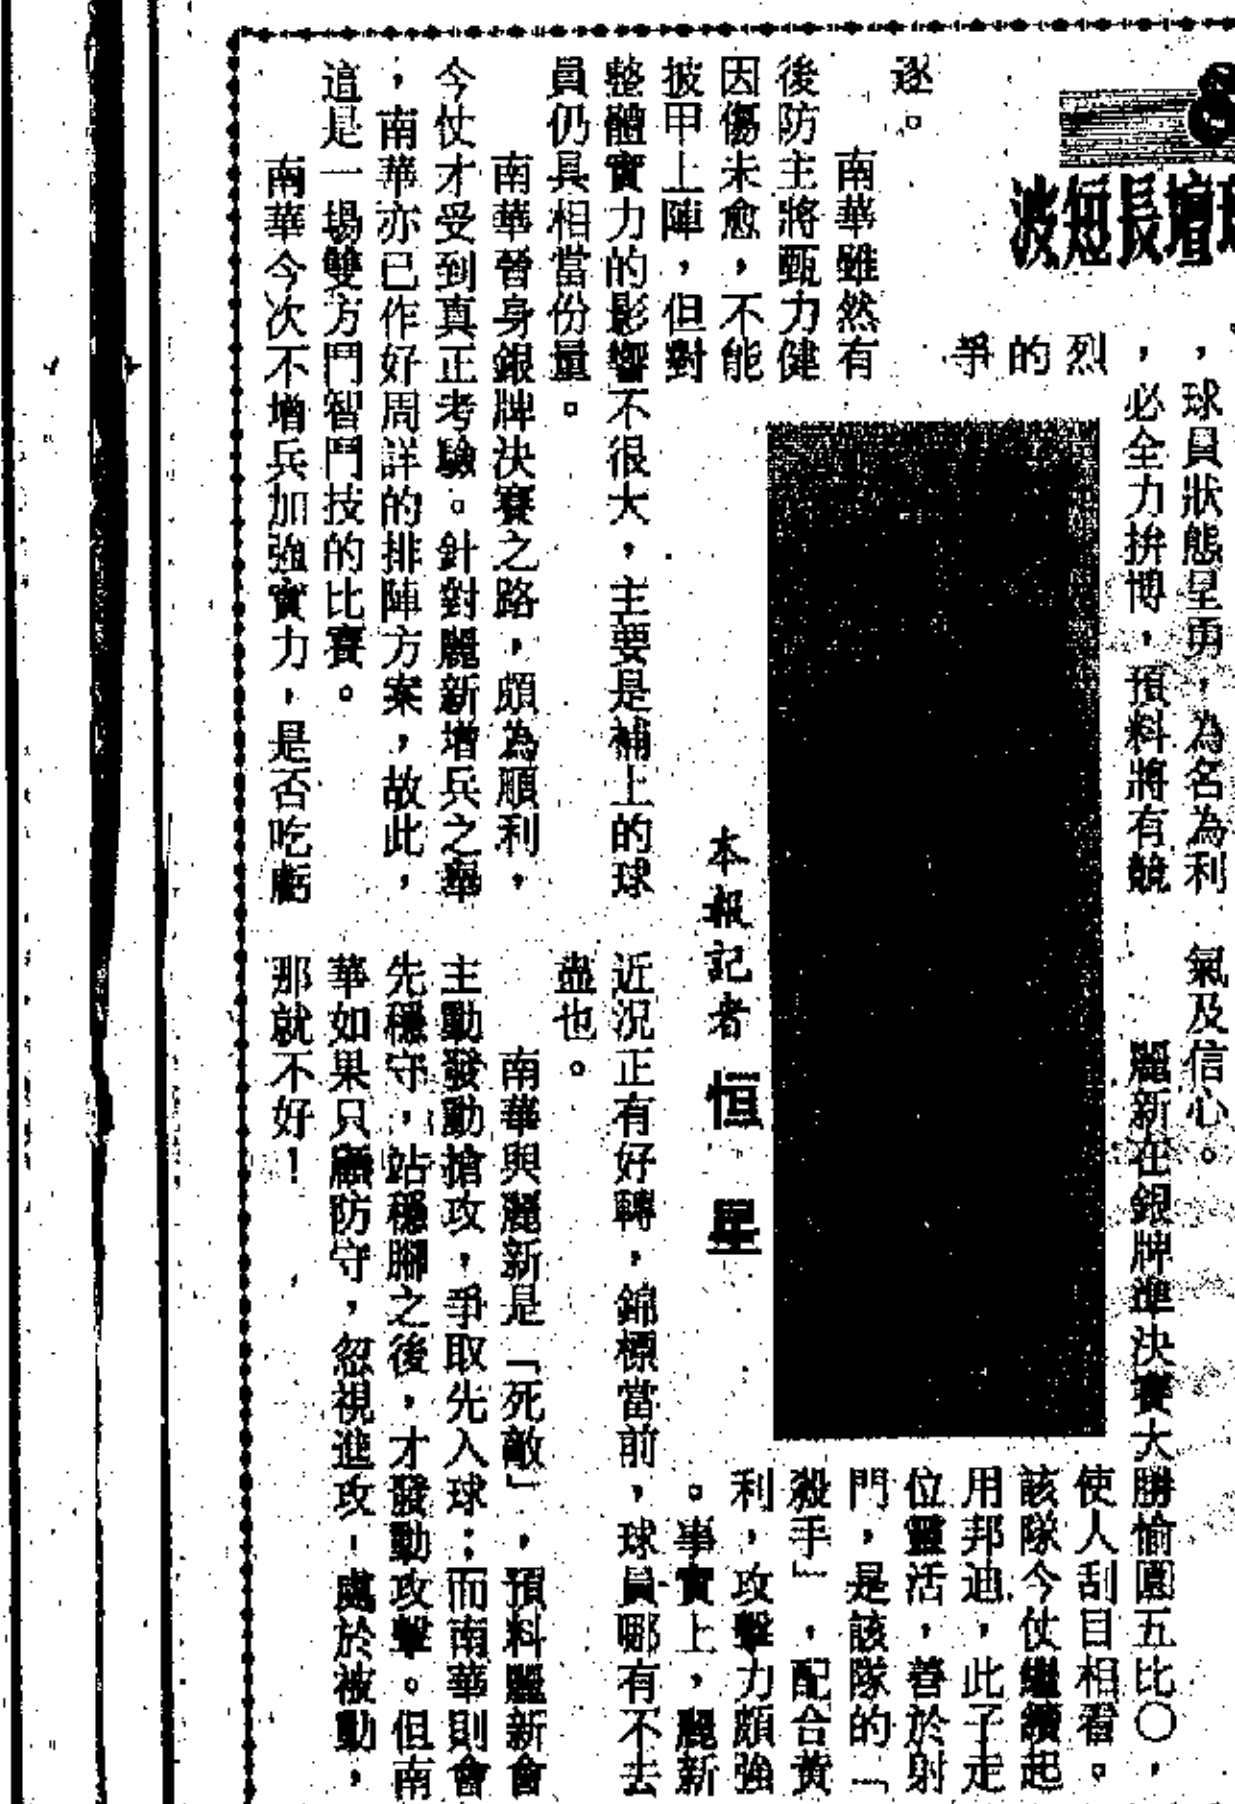 8
壇長短波
，球員狀態呈勇，為名為利
，必全力拚博，預料將有競
烈
的
爭
逐。
南華雖然有
後防主將甄力健
因傷未愈，不能
披甲上陣，但對
整體實力的影響不很大，主要是補上的球
員仍具相當份量。
南華晉身銀牌決賽之路，頗為順利，
今仗才受到真正考驗。針對麗新增兵之舉
，南華亦已作好周詳的排陣方案，故此，
這是一場雙方鬥智鬥技的比賽。
南華今次不增兵加強實力，是否吃虧
本報記者 恒星
氣及信心。
麗新在銀牌準決賽大勝愉園五比〇，
使人刮目相看。
該隊今仗繼續起
用邦迪，此子走
位靈活，善於射
門，是該隊的「
殺手」，配合黃
利，攻擊力頗強
。事實上，麗新
近況正有好轉，錦標當前，球員哪有不去
盡也。
南華與麗新是「死敵」，預料麗新會
主動發動搶攻，爭取先入球；而南華則會
先穩守，站穩腳之後，才發動攻擊。但南
華如果只顧防守，忽視進攻，處於被動，
那就不好！